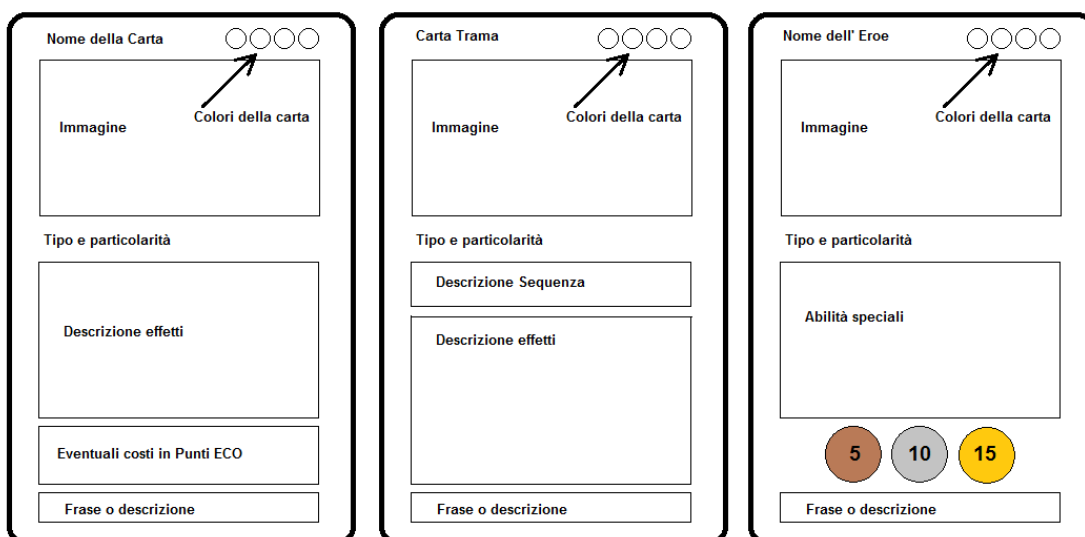 Nome della Carta
Immagine
Colori della carta
Tipo e particolarità
Descrizione effetti
Eventuali costi in Punti ECO
Frase o descrizione
Carta Trama
Immagine
Colori della carta
Tipo e particolarità
Descrizione Sequenza
Descrizione effetti
Frase o descrizione
Nome dell' Eroe
Immagine
Colori della carta
Tipo e particolarità
Abilità speciali
5 10 15
Frase o descrizione